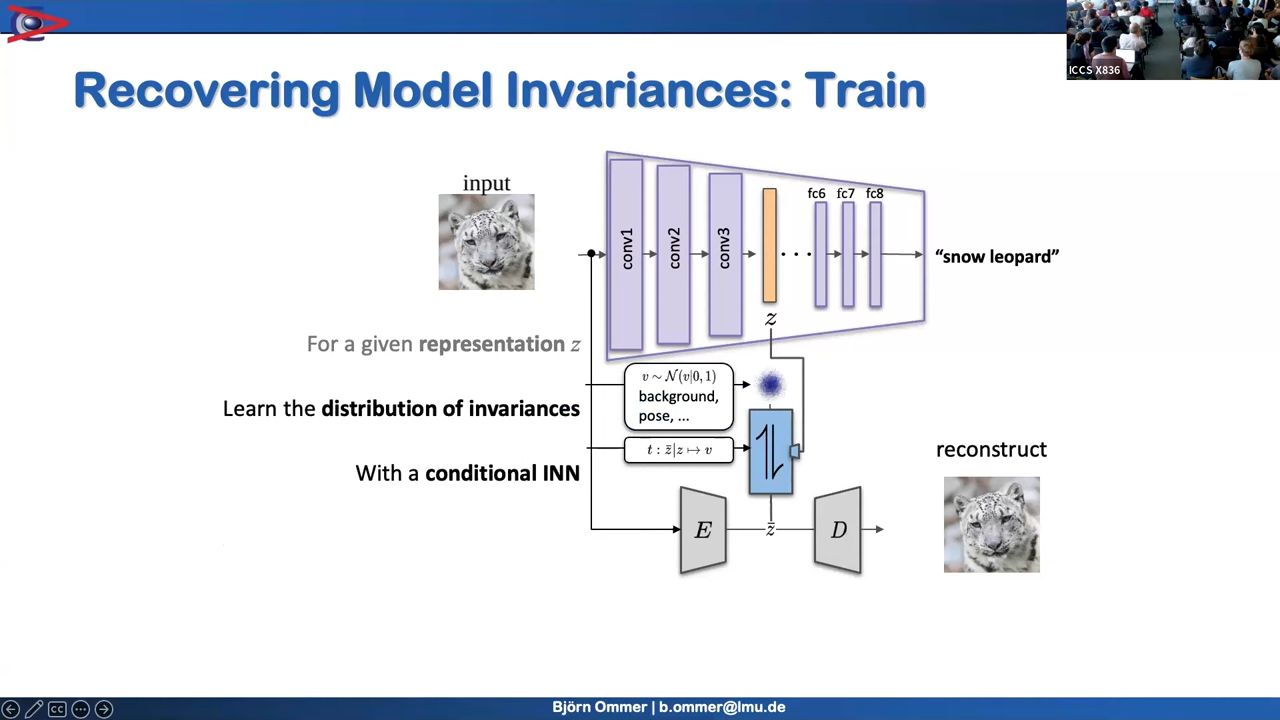 ICCS X836
Recovering Model Invariances: Train
input
conv1
conv2
conv3
fc6
fc7
fc8
“snow leopard”
z
For a given representation z
v ∼ N(v|0, 1)
background,
pose, ...
Learn the distribution of invariances
t : z̄|z ↦ v
With a conditional INN
reconstruct
E
z̄
D
CC
Björn Ommer | b.ommer@lmu.de